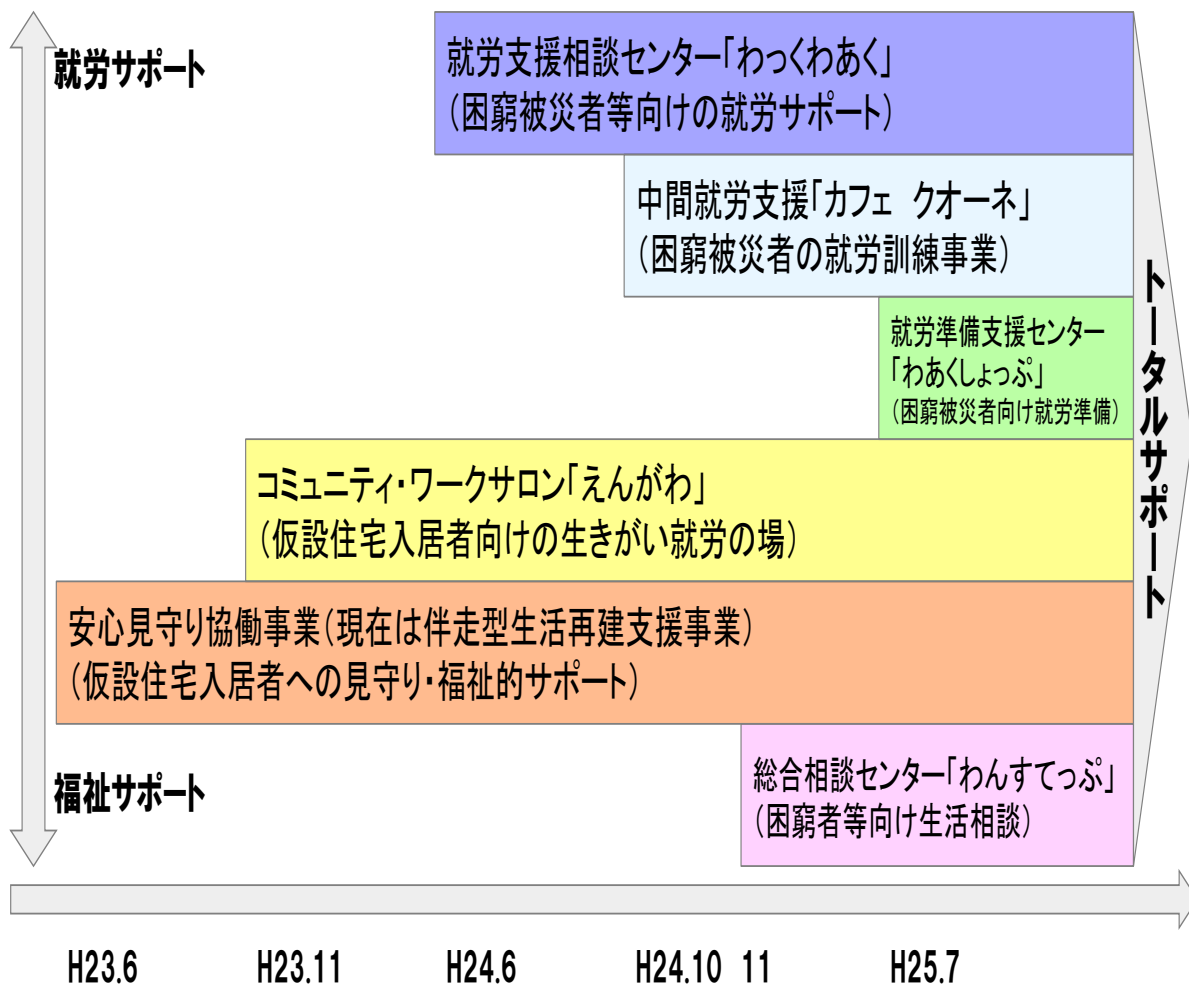 就労サポート
就労支援相談センター「わっくわあく」
(困窮被災者等向けの就労サポート)
中間就労支援「カフェ　クオーネ」
(困窮被災者の就労訓練事業)
就労準備支援センター
「わあくしょっぷ」
(困窮被災者向け就労準備)
コミュニティ・ワークサロン「えんがわ」
(仮設住宅入居者向けの生きがい就労の場)
安心見守り協働事業(現在は伴走型生活再建支援事業)
(仮設住宅入居者への見守り・福祉的サポート)
総合相談センター「わんすてっぷ」
(困窮者等向け生活相談)
福祉サポート
トータルサポート
H23.6 H23.11 H24.6 H24.10 11 H25.7